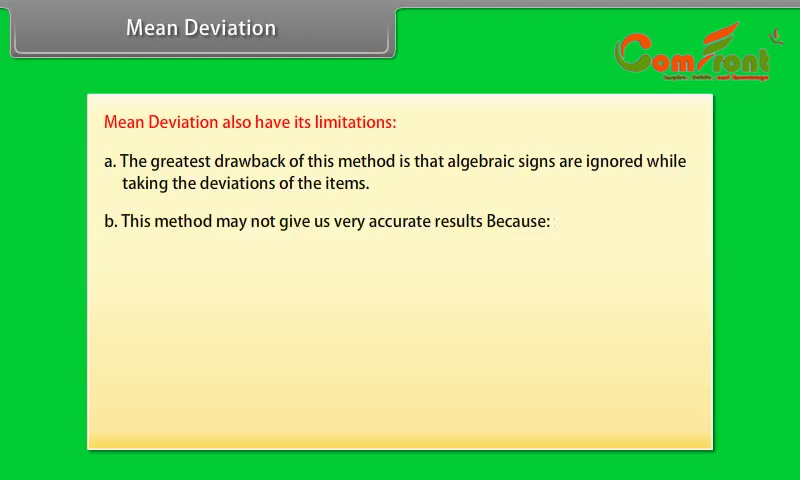 Mean Deviation
ComFront
Mean Deviation also have its limitations:
a. The greatest drawback of this method is that algebraic signs are ignored while
taking the deviations of the items.
b. This method may not give us very accurate results Because: